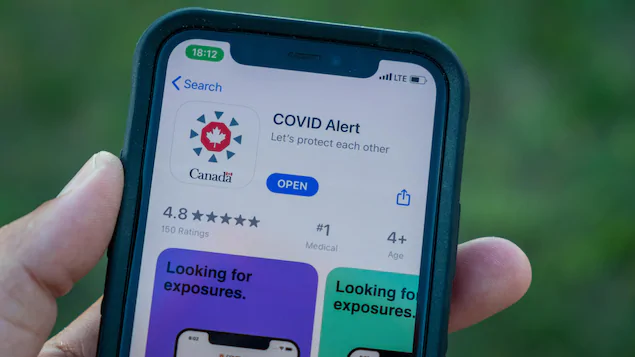 18:12
LTE
Search
COVID Alert
Let's protect each other
Canada
OPEN
4.8
150 Ratings
#1
Medical
4+
Age
Looking for
exposures.
Looking fo
exposures.